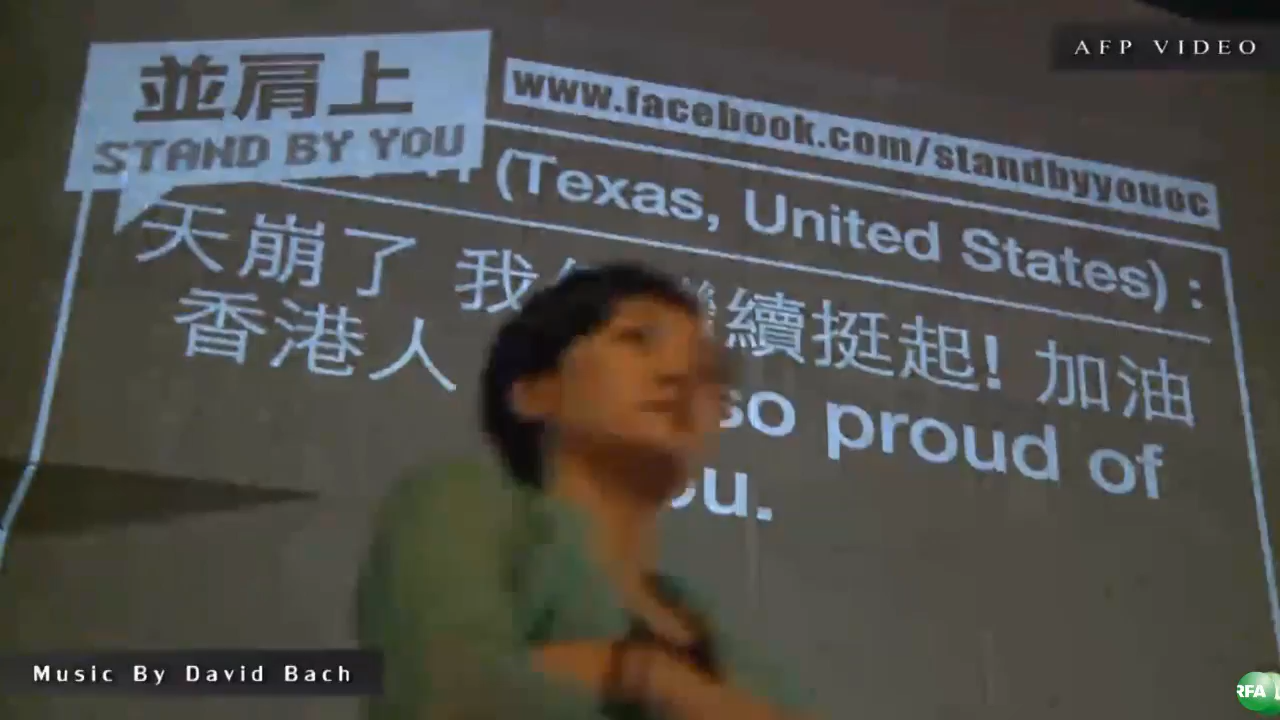 AFP VIDEO
並肩上
STAND BY YOU
www.facebook.com/standbyyouoc
(Texas, United States) :
天崩了 我 繼續挺起! 加油
香港人 so proud of
Music By David Bach
RFA